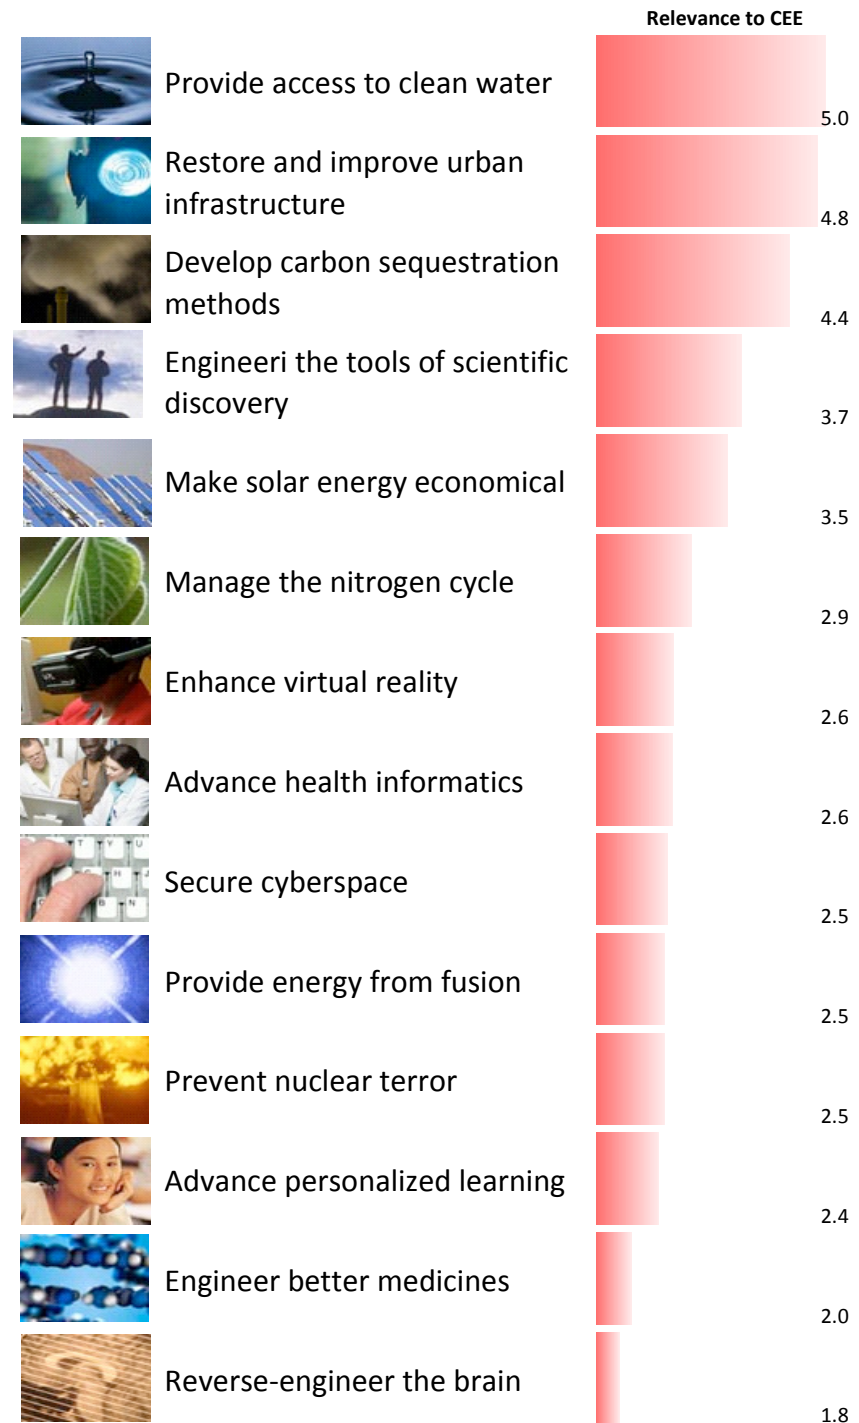 Relevance to CEE
Provide access to clean water
5.0
Restore and improve urban
infrastructure
4.8
Develop carbon sequestration
methods
4.4
Engineeri the tools of scientific
discovery
3.7
Make solar energy economical
3.5
Manage the nitrogen cycle
2.9
Enhance virtual reality
2.6
Advance health informatics
2.6
T Y U
H J
B N
Secure cyberspace
2.5
Provide energy from fusion
2.5
Prevent nuclear terror
2.5
Advance personalized learning
2.4
Engineer better medicines
2.0
Reverse-engineer the brain
1.8